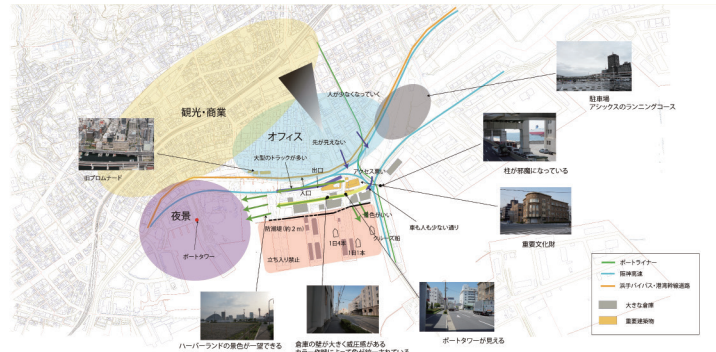 観光・商業
オフィス
人が少なくなっていく
先が見えない
大型のトラックが多い
出口
アクセス悪い
入口
旧プロムナード
夜景
ポートタワー
防潮堤(約2m)
景色がない
クルーズ船
1日4本
1日1本
立ち入り禁止
車も人も少ない通り
駐車場
アシックスのランニングコース
柱が邪魔になっている
重要文化財
ポートライナー
阪神高速
浜手バイパス・港湾幹線道路
大きな倉庫
重要建築物
ハーバーランドの景色が一望できる
倉庫の壁が大きく威圧感がある
ポートタワーが見える